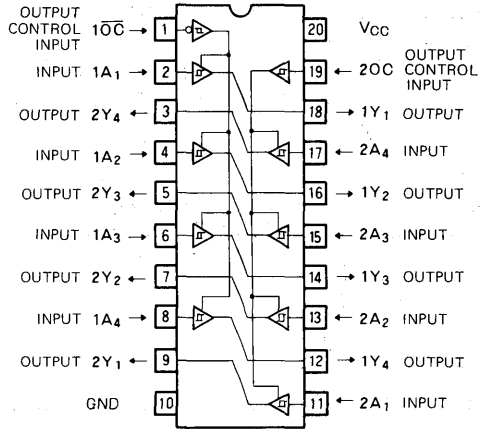 OUTPUT
CONTROL 1O̅C̅ → 1
INPUT
INPUT 1A₁ → 2
OUTPUT 2Y₄ ← 3
INPUT 1A₂ → 4
OUTPUT 2Y₃ ← 5
INPUT 1A₃ → 6
OUTPUT 2Y₂ ← 7
INPUT 1A₄ → 8
OUTPUT 2Y₁ ← 9
GND 10
20 VCC
OUTPUT
19 ← 2OC CONTROL
INPUT
18 → 1Y₁ OUTPUT
17 ← 2A₄ INPUT
16 → 1Y₂ OUTPUT
15 ← 2A₃ INPUT
14 → 1Y₃ OUTPUT
13 ← 2A₂ INPUT
12 → 1Y₄ OUTPUT
11 ← 2A₁ INPUT